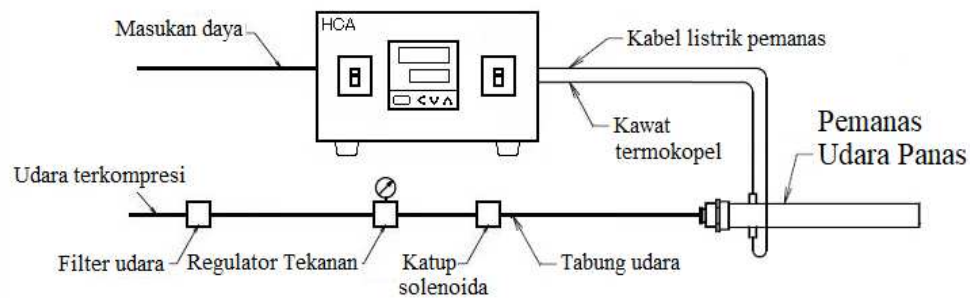 HCA
Masukan daya
Kabel listrik pemanas
Kawat
termokopel
Pemanas
Udara Panas
Udara terkompresi
Filter udara
Regulator Tekanan
Katup
solenoida
Tabung udara